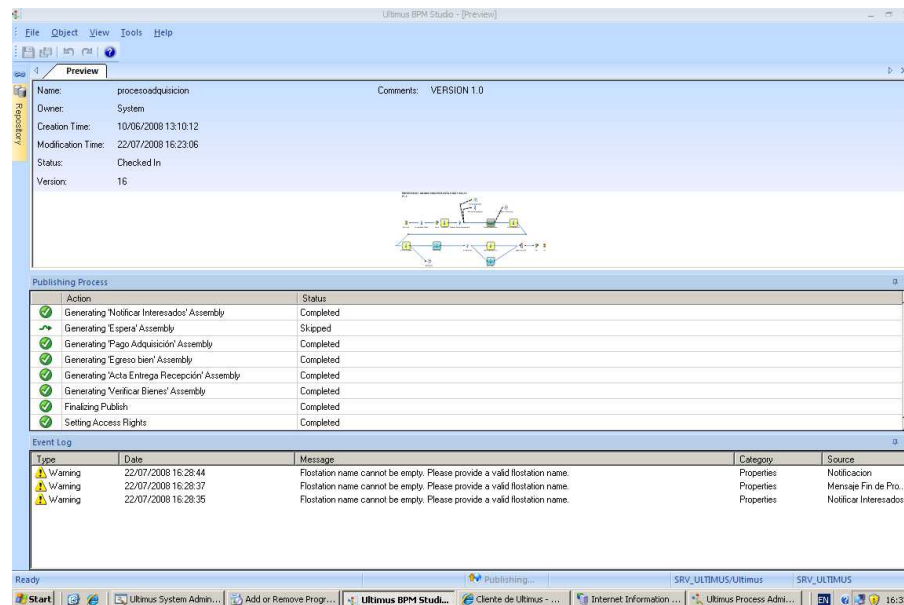 Ultimus BPM Studio - [Preview]
File Object View Tools Help
Preview
Repository
Name: procesoadquisicion Comments: VERSION 1.0
Owner: System
Creation Time: 10/06/2008 13:10:12
Modification Time: 22/07/2008 16:23:06
Status: Checked In
Version: 16
Publishing Process
Action Status
Generating 'Notificar Interesados' Assembly Completed
Generating 'Espera' Assembly Skipped
Generating 'Pago Adquisición' Assembly Completed
Generating 'Egreso bien' Assembly Completed
Generating 'Acta Entrega Recepción' Assembly Completed
Generating 'Verificar Bienes' Assembly Completed
Finalizing Publish Completed
Setting Access Rights Completed
Event Log
Type Date Message Category Source
Warning 22/07/2008 16:28:44 Flostation name cannot be empty. Please provide a valid flostation name. Properties Notificacion
Warning 22/07/2008 16:28:37 Flostation name cannot be empty. Please provide a valid flostation name. Properties Mensaje Fin de Pro...
Warning 22/07/2008 16:28:35 Flostation name cannot be empty. Please provide a valid flostation name. Properties Notificar Interesados
Ready Publishing... SRV_ULTIMUS/Ultimus SRV_ULTIMUS
Start Ultimus System Admin... Add or Remove Progr... Ultimus BPM Studi... Cliente de Ultimus - ... Internet Information ... Ultimus Process Admi... EN